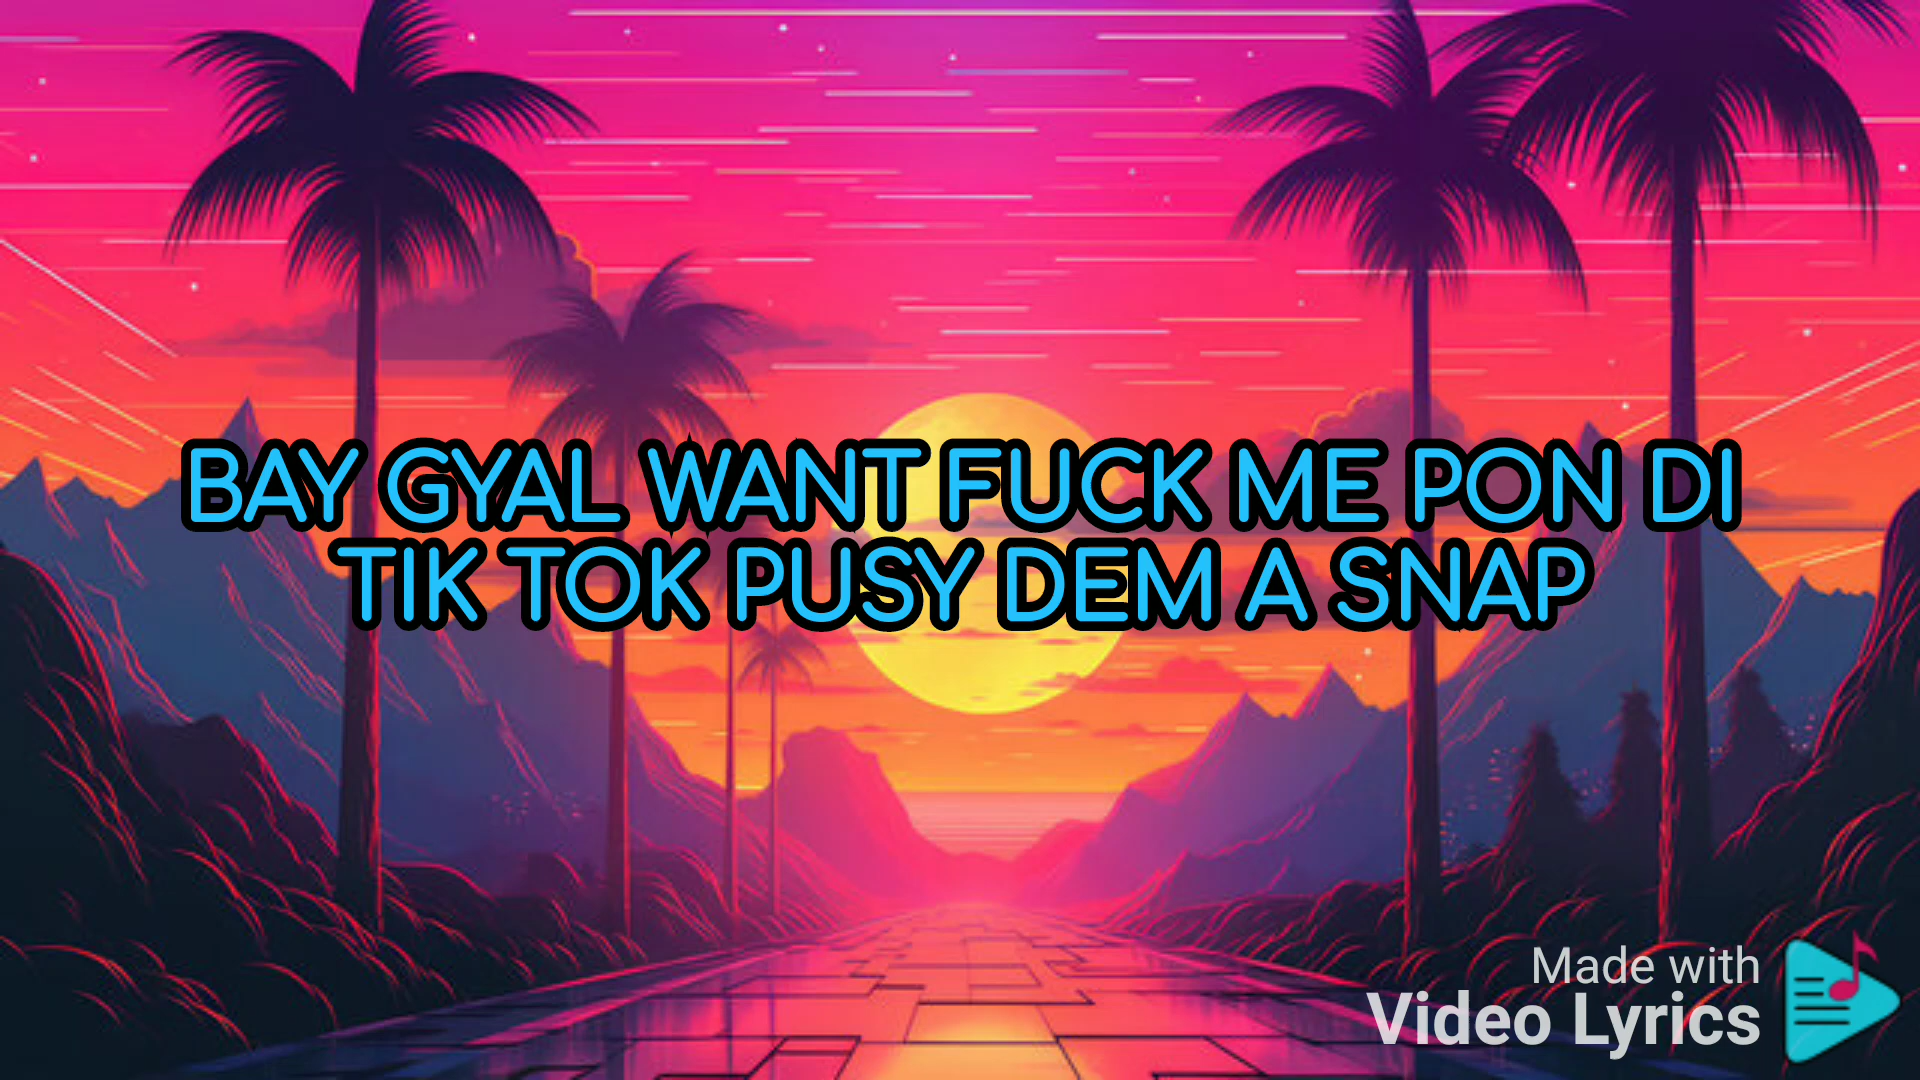 BAY GYAL WANT FUCK ME PON DI
TIK TOK PUSY DEM A SNAP
Made with
Video Lyrics